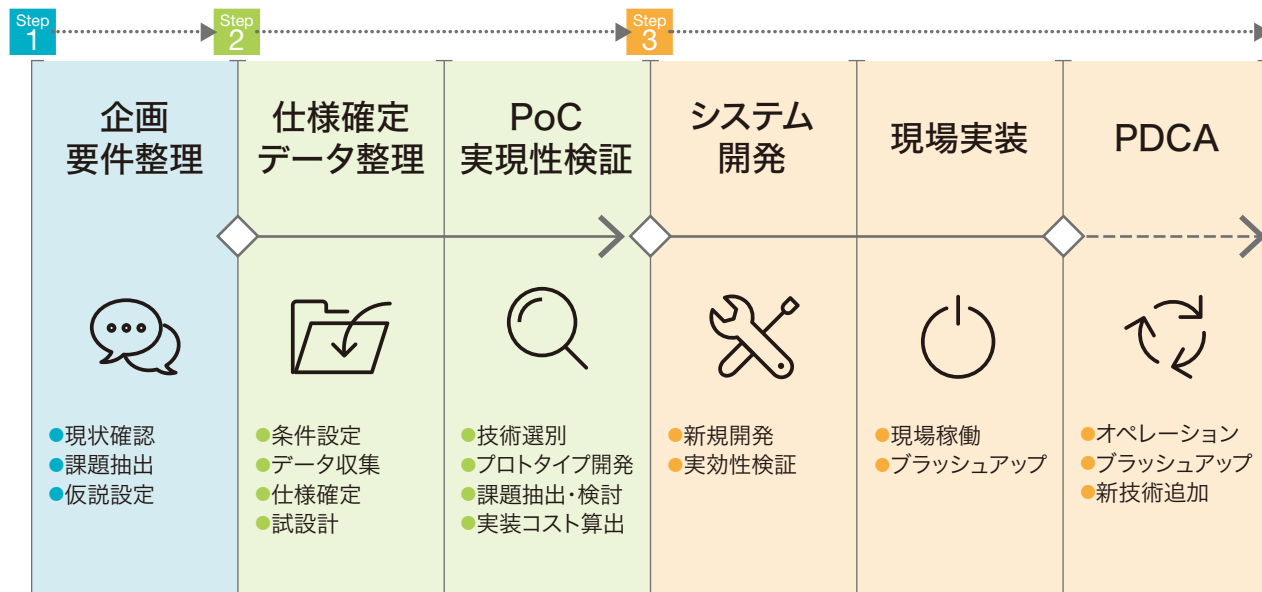 Step
1
Step
2
Step
3
企画
要件整理
仕様確定
データ整理
PoC
実現性検証
システム
開発
現場実装
PDCA
●現状確認
●課題抽出
●仮説設定
●条件設定
●データ収集
●仕様確定
●試設計
●技術選別
●プロトタイプ開発
●課題抽出・検討
●実装コスト算出
●新規開発
●実効性検証
●現場稼働
●ブラッシュアップ
●オペレーション
●ブラッシュアップ
●新技術追加